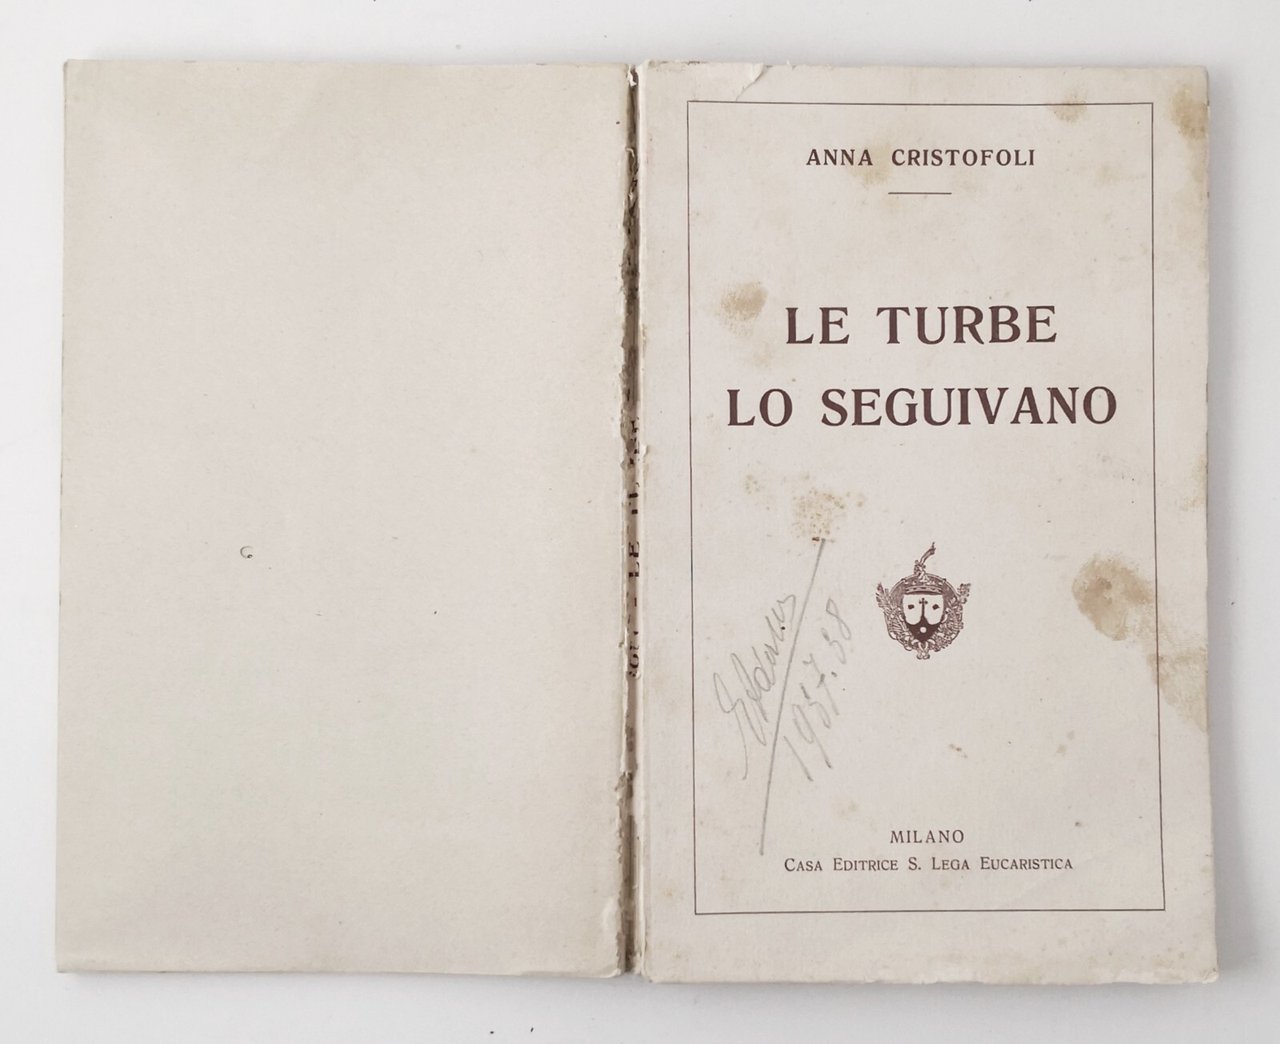 ANNA CRISTOFOLI
LE TURBE
LO SEGUIVANO
1937.38
MILANO
CASA EDITRICE S. LEGA EUCARISTICA